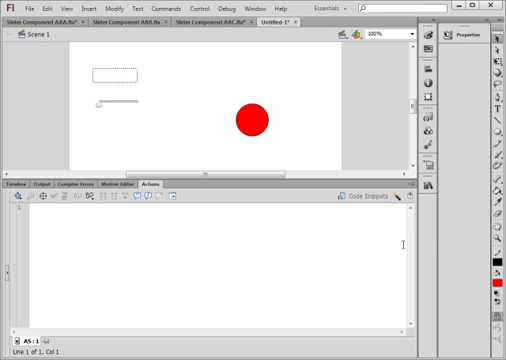 Fl File Edit View Insert Modify Text Commands Control Debug Window Help Essentials
Slider Component AAA.fla* × Slider Component AAB.fla × Slider Component AAC.fla* × Untitled-1* ×
Scene 1 100%
Properties
Timeline Output Compiler Errors Motion Editor Actions
Code Snippets
1
AS : 1
Line 1 of 1, Col 1